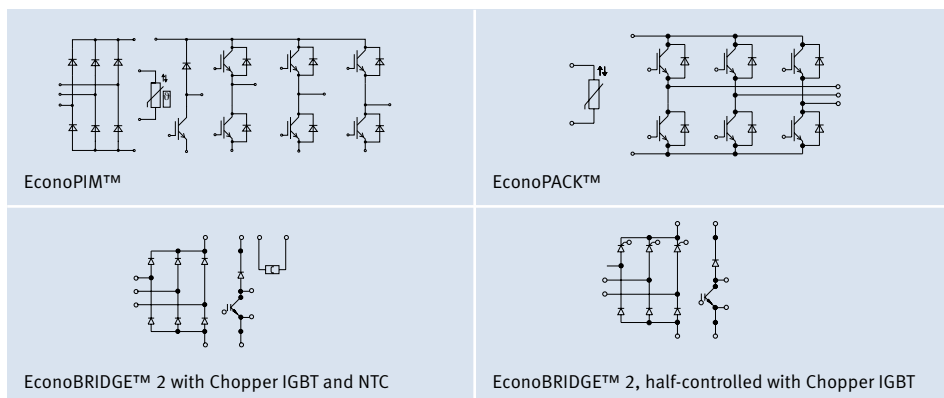 EconoPIM™
EconoPACK™
EconoBRIDGE™ 2 with Chopper IGBT and NTC
EconoBRIDGE™ 2, half-controlled with Chopper IGBT